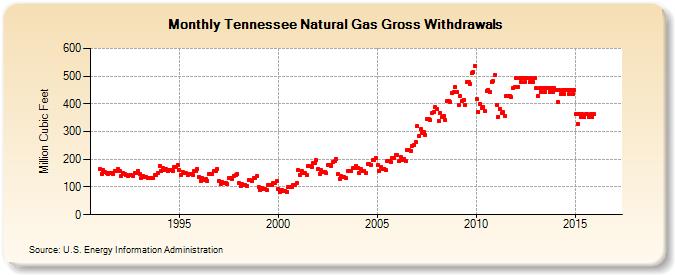 Monthly Tennessee Natural Gas Gross Withdrawals
Million Cubic Feet
600
500
400
300
200
100
0
1995 2000 2005 2010 2015
Source: U.S. Energy Information Administration